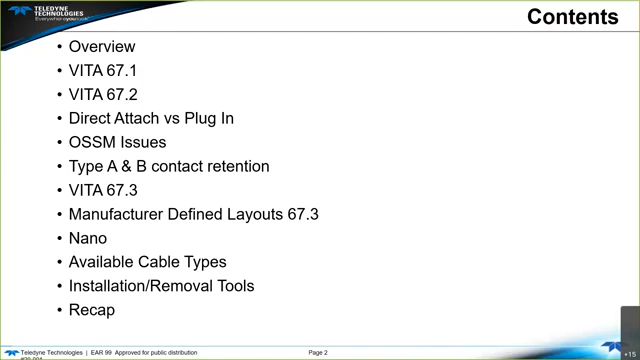 TELEDYNE
TECHNOLOGIES
Everywhereyoulook™
Contents
• Overview
• VITA 67.1
• VITA 67.2
• Direct Attach vs Plug In
• OSSM Issues
• Type A & B contact retention
• VITA 67.3
• Manufacturer Defined Layouts 67.3
• Nano
• Available Cable Types
• Installation/Removal Tools
• Recap
Teledyne Technologies | EAR 99 Approved for public distribution
Page 2
+15